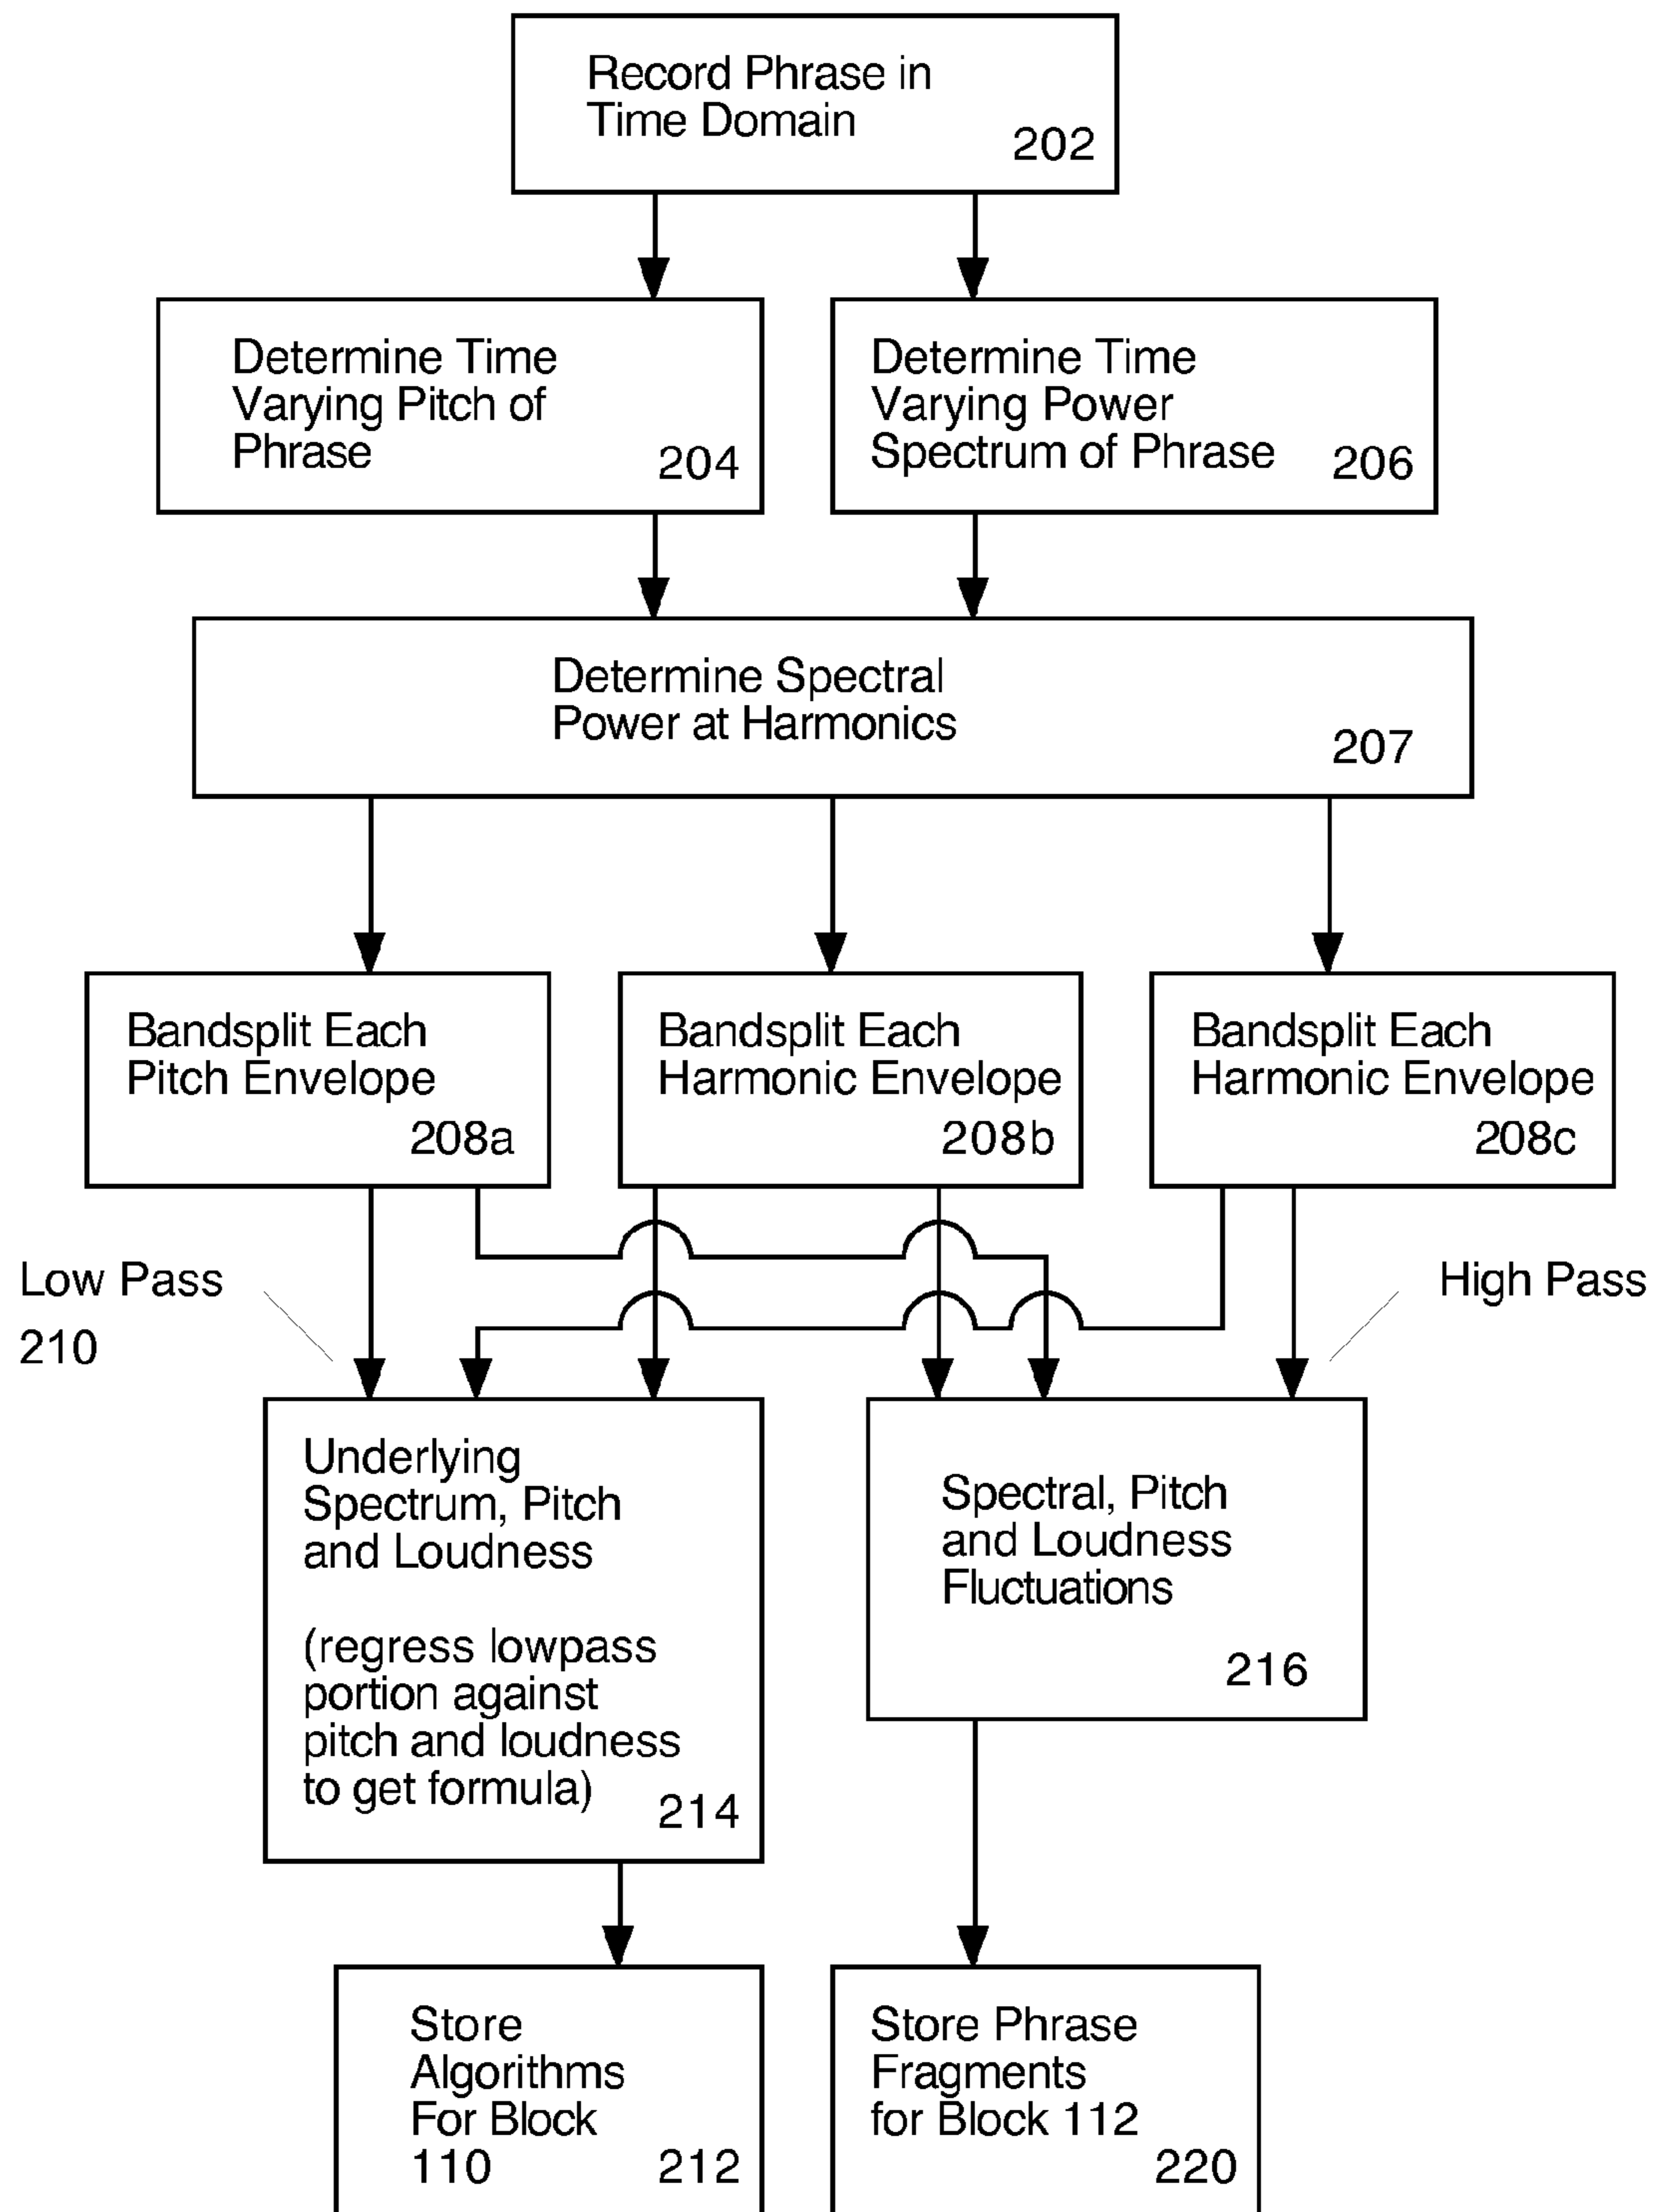 Record Phrase in
Time Domain
202
Determine Time
Varying Pitch of
Phrase
204
Determine Time
Varying Power
Spectrum of Phrase
206
Determine Spectral
Power at Harmonics
207
Bandsplit Each
Pitch Envelope
208a
Bandsplit Each
Harmonic Envelope
208b
Bandsplit Each
Harmonic Envelope
208c
Low Pass
210
High Pass
Underlying
Spectrum, Pitch
and Loudness
(regress lowpass
portion against
pitch and loudness
to get formula)
214
Spectral, Pitch
and Loudness
Fluctuations
216
Store
Algorithms
For Block
110
212
Store Phrase
Fragments
for Block 112
220